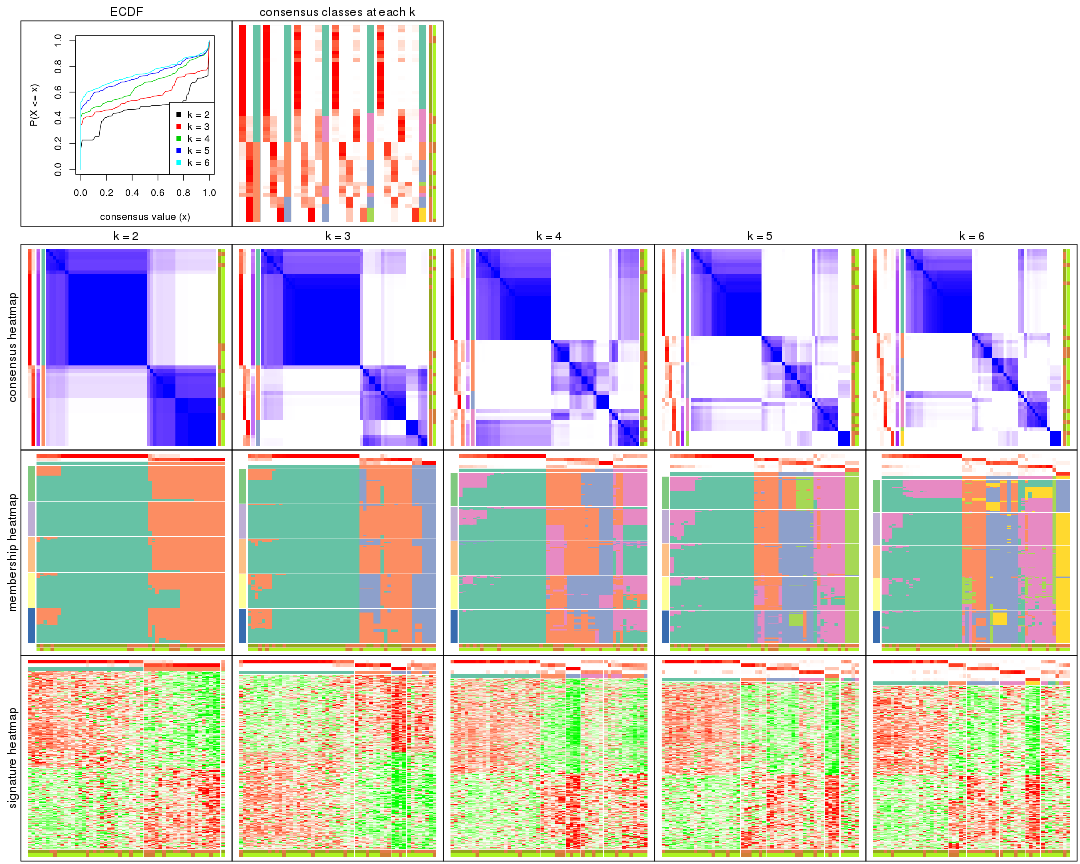 ECDF
consensus classes at each k
P(X <= x)
1.0
0.8
0.6
0.4
0.2
0.0
k = 2
k = 3
k = 4
k = 5
k = 6
0.0 0.2 0.4 0.6 0.8 1.0
consensus value (x)
k = 2 k = 3 k = 4 k = 5 k = 6
consensus heatmap
membership heatmap
signature heatmap